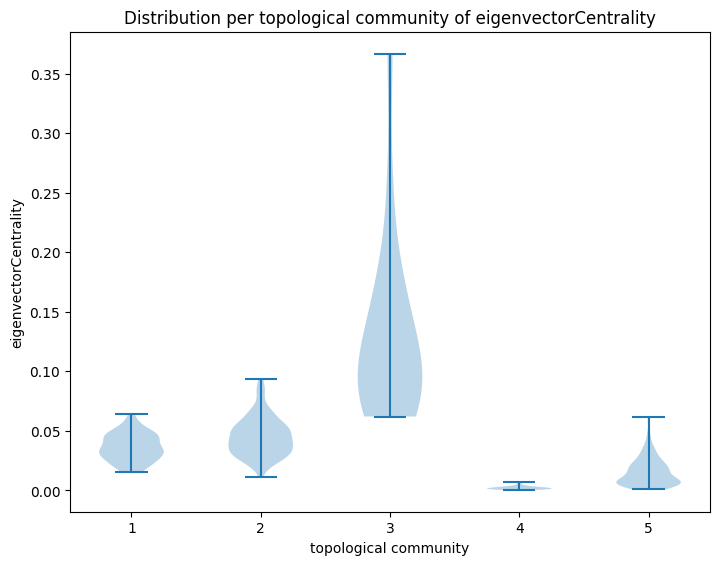 Distribution per topological community of eigenvectorCentrality
eigenvectorCentrality
0.35
0.30
0.25
0.20
0.15
0.10
0.05
0.00
1 2 3 4 5
topological community